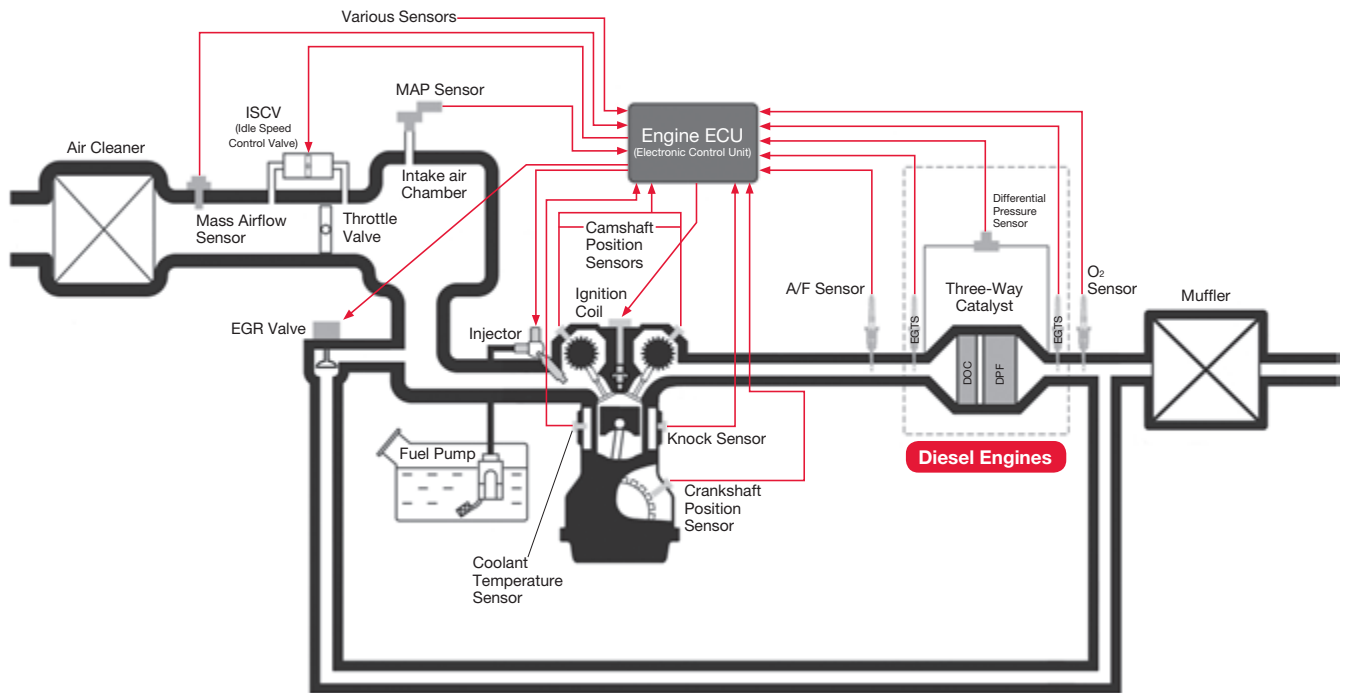 Various Sensors
MAP Sensor
ISCV
(Idle Speed
Control Valve)
Engine ECU
(Electronic Control Unit)
Air Cleaner
Intake air
Chamber
Mass Airflow
Sensor
Throttle
Valve
Camshaft
Position
Sensors
Differential
Pressure
Sensor
Ignition
Coil
A/F Sensor
Three-Way
Catalyst
O₂
Sensor
Muffler
EGR Valve
Injector
EGTS
EGTS
DOC
DPF
Fuel Pump
Knock Sensor
Diesel Engines
Crankshaft
Position
Sensor
Coolant
Temperature
Sensor